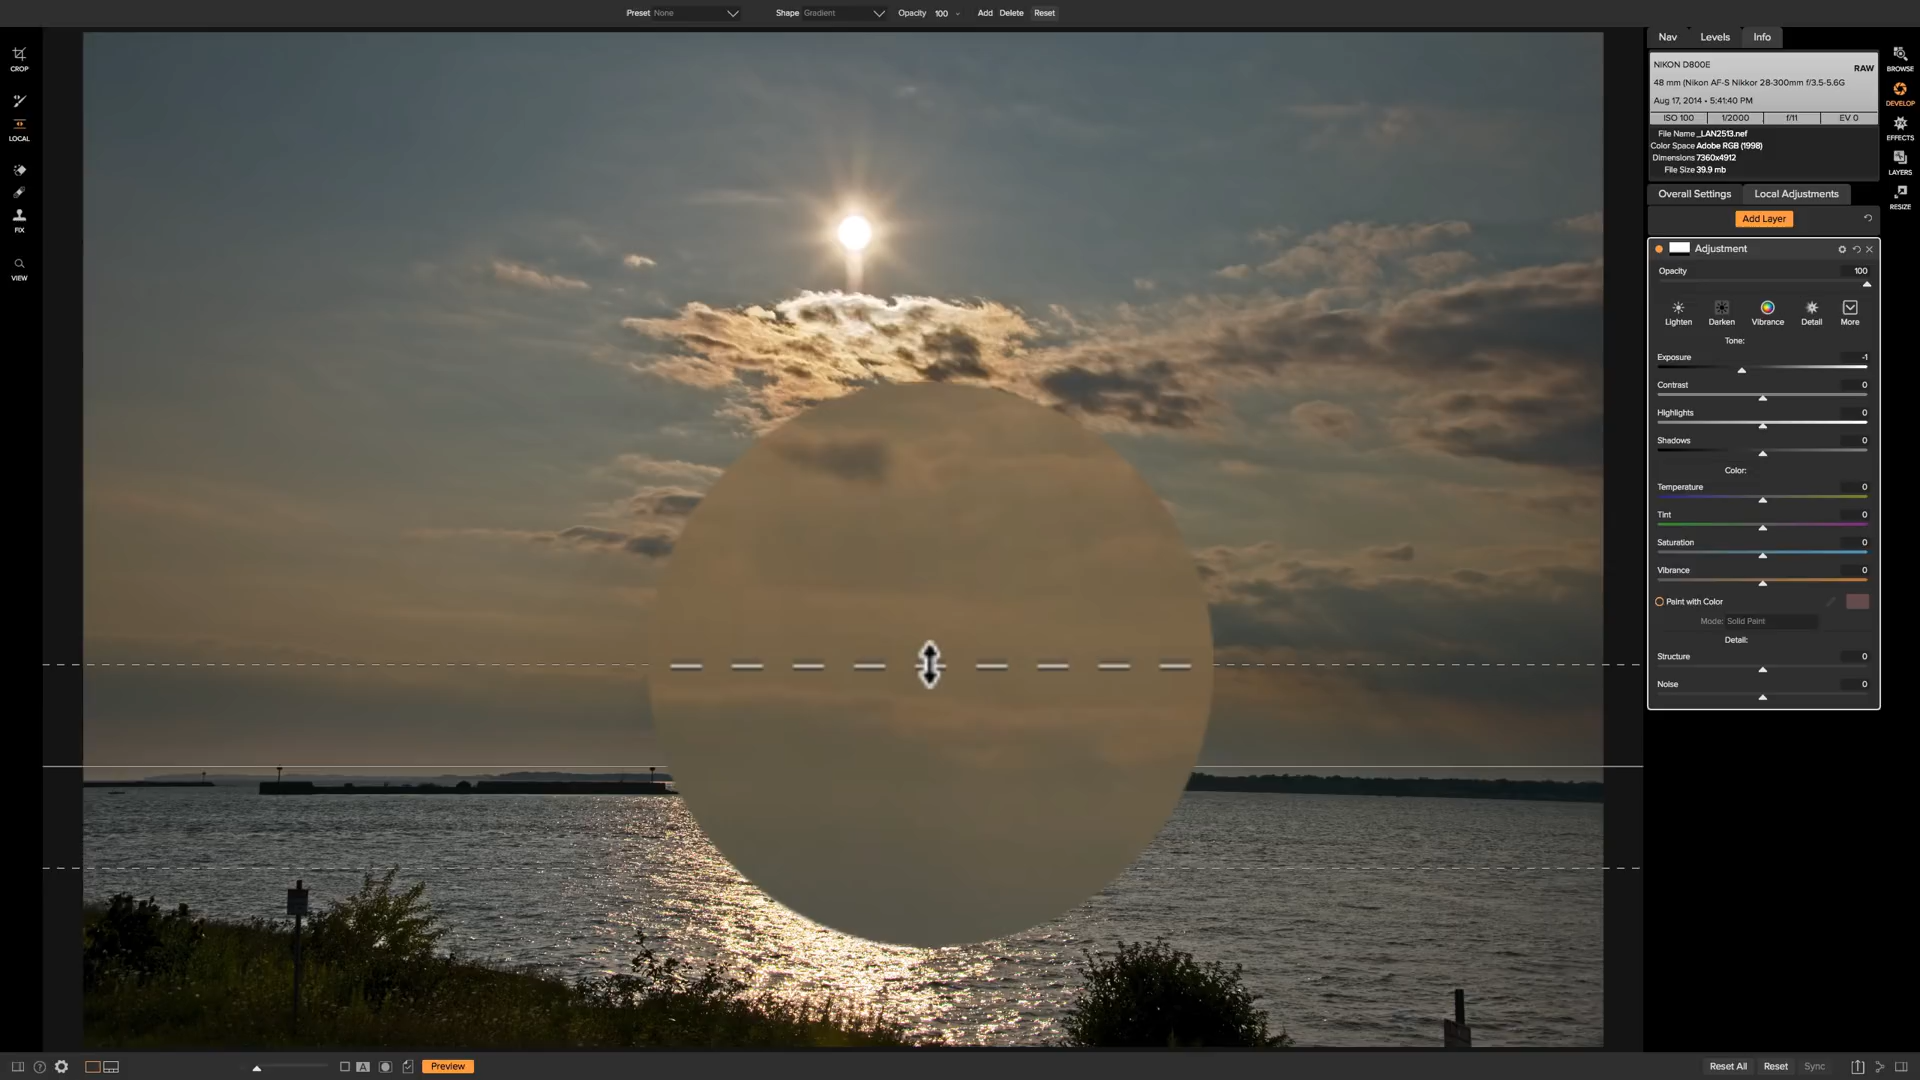 Preset None Shape Gradient Opacity 100 Add Delete Reset
CROP
LOCAL
FIX
VIEW
Nav Levels Info
NIKON D800E RAW
48 mm (Nikon AF-S Nikkor 28-300mm f/3.5-5.6G
Aug 17, 2014 • 5:41:40 PM
ISO 100 1/2000 f/11 EV 0
File Name _LAN2513.nef
Color Space Adobe RGB (1998)
Dimensions 7360x4912
File Size 39.9 mb
BROWSE
DEVELOP
EFFECTS
LAYERS
RESIZE
Overall Settings Local Adjustments
Add Layer
Adjustment
Opacity 100
Lighten Darken Vibrance Detail More
Tone:
Exposure -1
Contrast 0
Highlights 0
Shadows 0
Color:
Temperature 0
Tint 0
Saturation 0
Vibrance 0
Paint with Color
Mode: Solid Paint
Detail:
Structure 0
Noise 0
? A Preview
Reset All Reset Sync